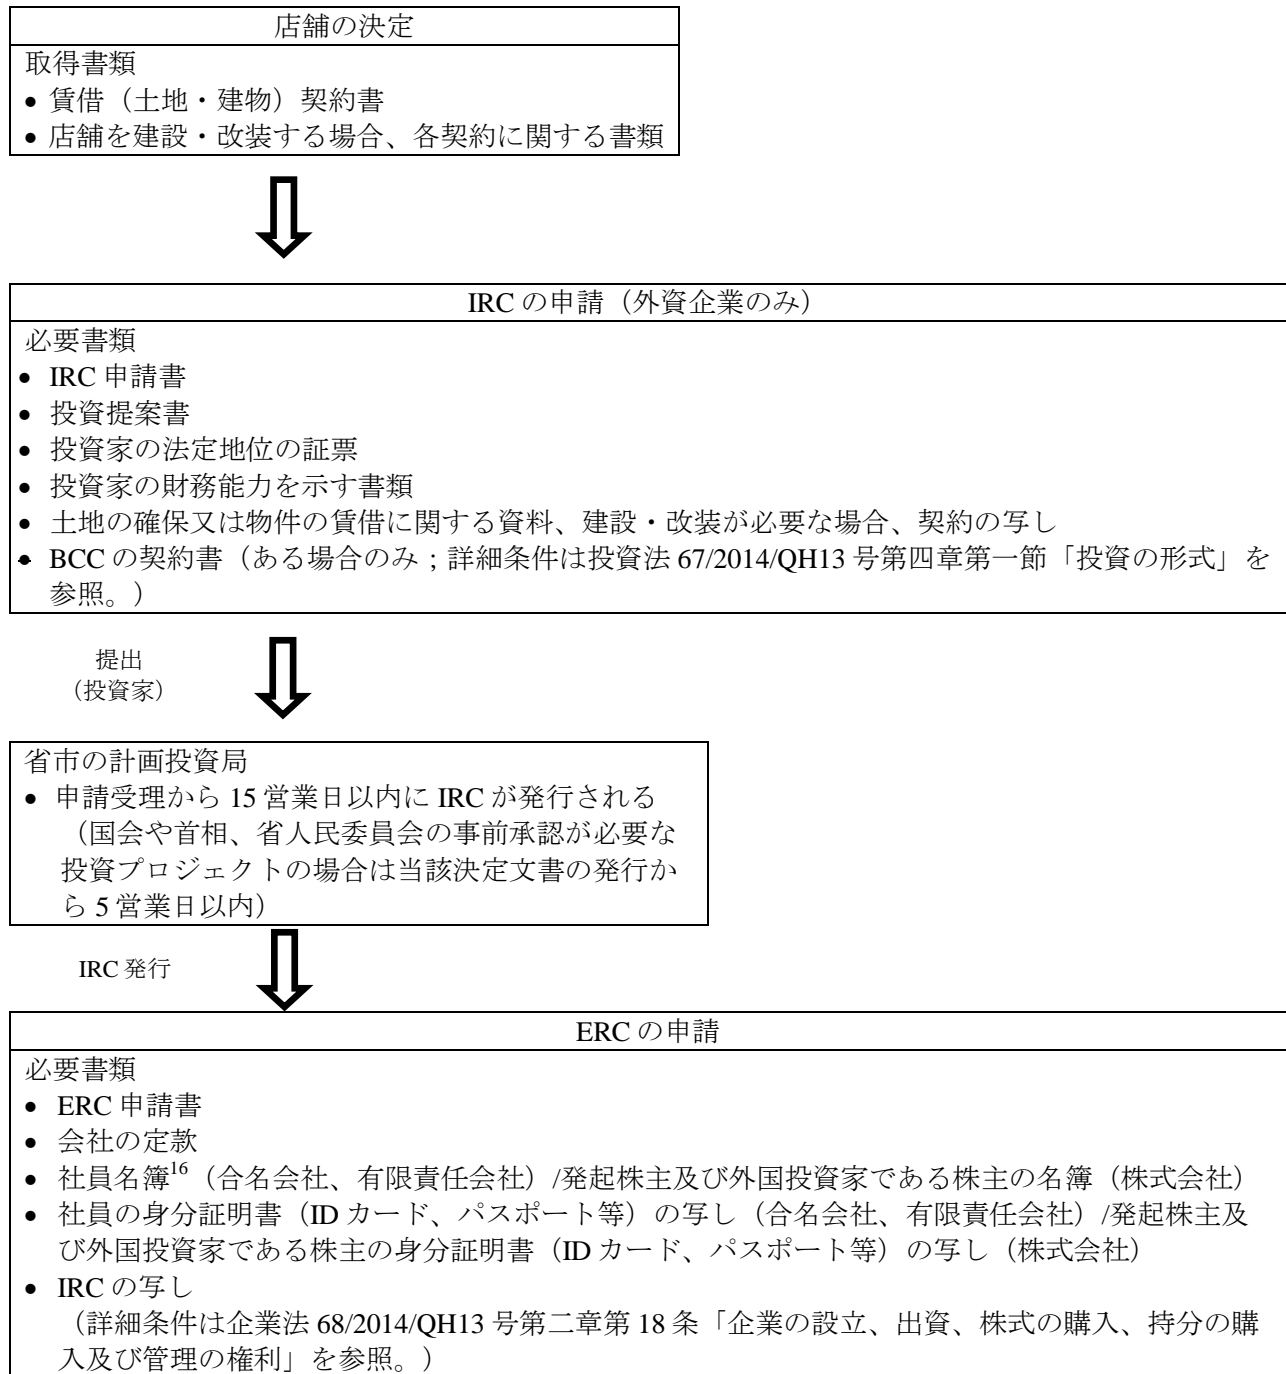 店舗の決定
取得書類
• 賃借（土地・建物）契約書
• 店舗を建設・改装する場合、各契約に関する書類
IRC の申請（外資企業のみ）
必要書類
• IRC 申請書
• 投資提案書
• 投資家の法定地位の証票
• 投資家の財務能力を示す書類
• 土地の確保又は物件の賃借に関する資料、建設・改装が必要な場合、契約の写し
• BCC の契約書（ある場合のみ；詳細条件は投資法 67/2014/QH13 号第四章第一節「投資の形式」を
参照。）
提出
（投資家）
省市の計画投資局
• 申請受理から 15 営業日以内に IRC が発行される
（国会や首相、省人民委員会の事前承認が必要な
投資プロジェクトの場合は当該決定文書の発行か
ら 5 営業日以内）
IRC 発行
ERC の申請
必要書類
• ERC 申請書
• 会社の定款
• 社員名簿16（合名会社、有限責任会社）/発起株主及び外国投資家である株主の名簿（株式会社）
• 社員の身分証明書（ID カード、パスポート等）の写し（合名会社、有限責任会社）/発起株主及
び外国投資家である株主の身分証明書（ID カード、パスポート等）の写し（株式会社）
• IRC の写し
（詳細条件は企業法 68/2014/QH13 号第二章第 18 条「企業の設立、出資、株式の購入、持分の購
入及び管理の権利」を参照。）